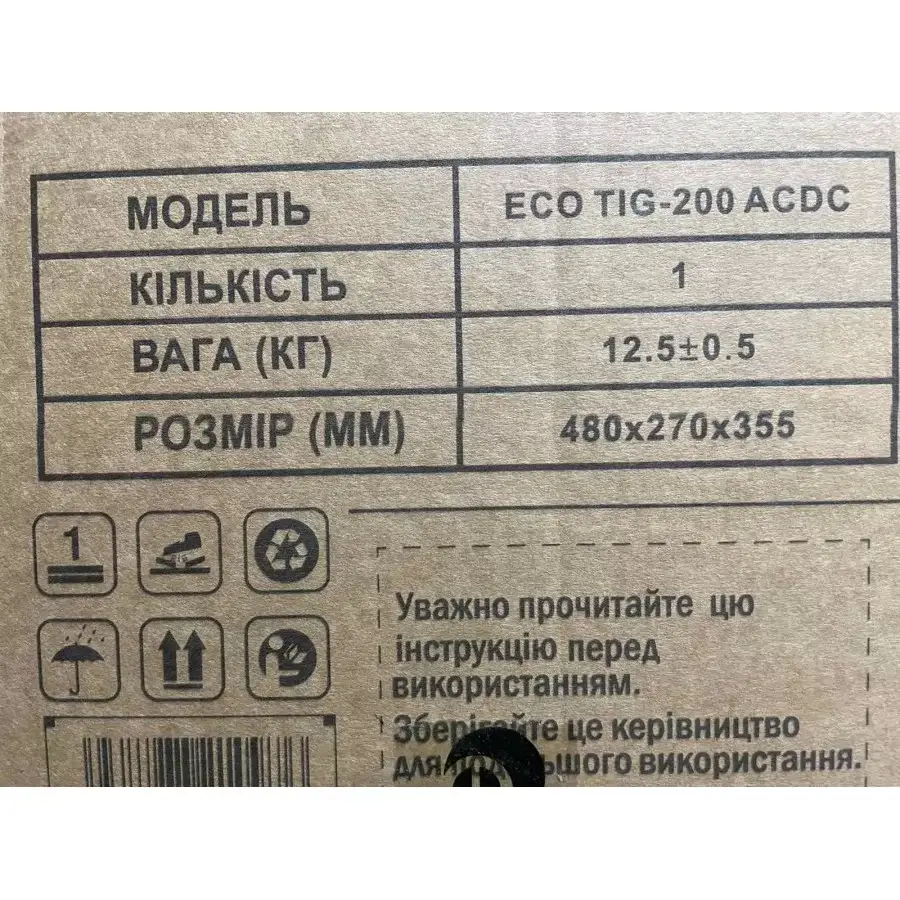 МОДЕЛЬ ECO TIG-200 ACDC
КІЛЬКІСТЬ 1
ВАГА (КГ) 12.5±0.5
РОЗМІР (ММ) 480x270x355
1
Уважно прочитайте цю
інструкцію перед
використанням.
Зберігайте це керівництво
використання.